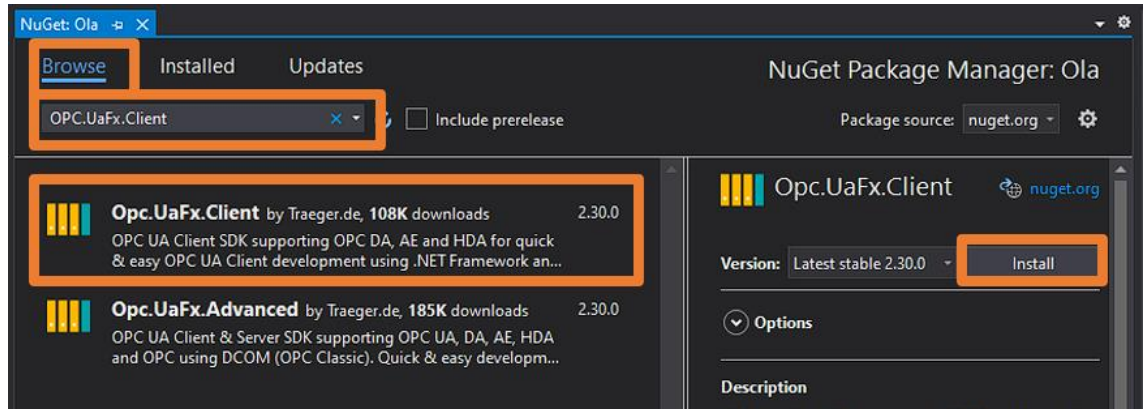 NuGet: Ola
Browse Installed Updates
NuGet Package Manager: Ola
OPC.UaFx.Client
Include prerelease
Package source: nuget.org
Opc.UaFx.Client by Traeger.de, 108K downloads 2.30.0
OPC UA Client SDK supporting OPC DA, AE and HDA for quick
& easy OPC UA Client development using .NET Framework an...
Opc.UaFx.Advanced by Traeger.de, 185K downloads 2.30.0
OPC UA Client & Server SDK supporting OPC UA, DA, AE, HDA
and OPC using DCOM (OPC Classic). Quick & easy developm...
Opc.UaFx.Client nuget.org
Version: Latest stable 2.30.0 Install
Options
Description